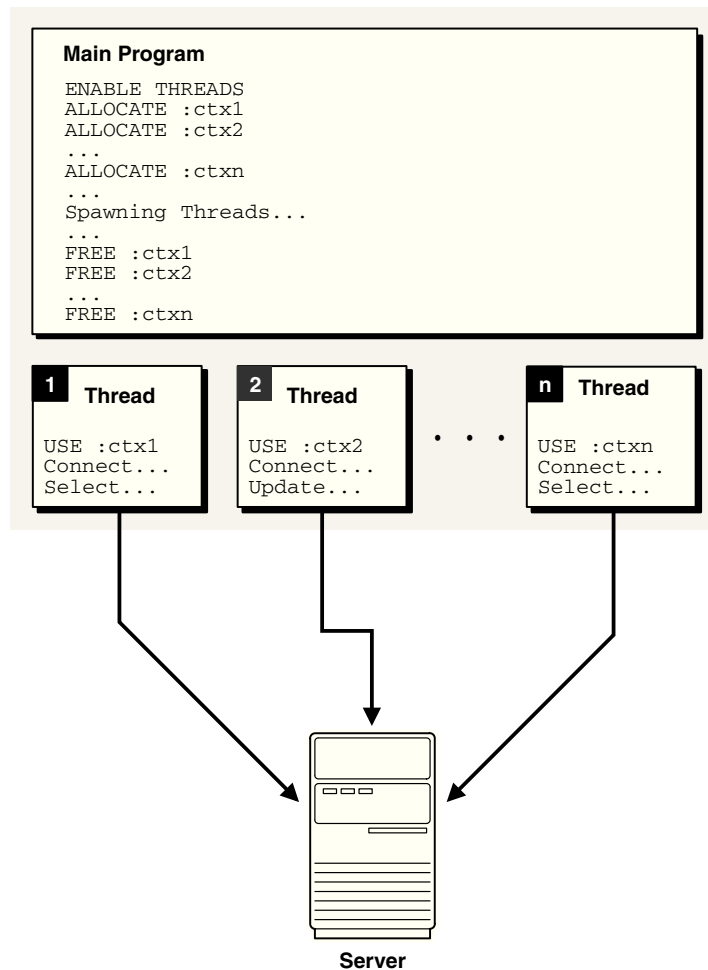 Main Program
ENABLE THREADS
ALLOCATE :ctx1
ALLOCATE :ctx2
...
ALLOCATE :ctxn
...
Spawning Threads...
...
FREE :ctx1
FREE :ctx2
...
FREE :ctxn
1
Thread
USE :ctx1
Connect...
Select...
2
Thread
USE :ctx2
Connect...
Update...
. . .
n
Thread
USE :ctxn
Connect...
Select...
Server